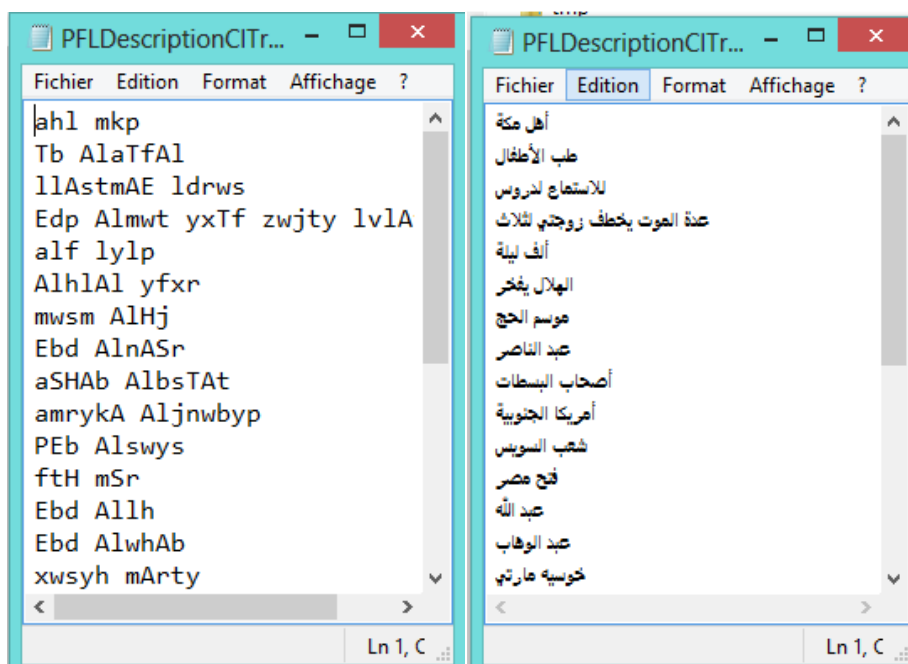 PFLDescriptionCITr...
Fichier Edition Format Affichage ?
ahl mkp
Tb AlaTfAl
llAstmAE ldrws
Edp Almwt yxTf zwjty lvlA
alf lylp
AlhlAl yfxr
mwsm AlHj
Ebd AlnASr
aSHAb AlbsTAt
amrykA Aljnwbyp
PEb Alswys
ftH mSr
Ebd Allh
Ebd AlwhAb
xwsyh mArty
Ln 1, C
PFLDescriptionCITr...
Fichier Edition Format Affichage ?
أهل مكة
طب الأطفال
للاستماع لدروس
عدة الموت يخطف زوجتي لثلاث
ألف ليلة
الهلال يفخر
موسم الحج
عبد الناصر
أصحاب البسطات
أمريكا الجنوبية
شعب السويس
فتح مصر
عبد الله
عبد الوهاب
خوسيه مارتي
Ln 1, C